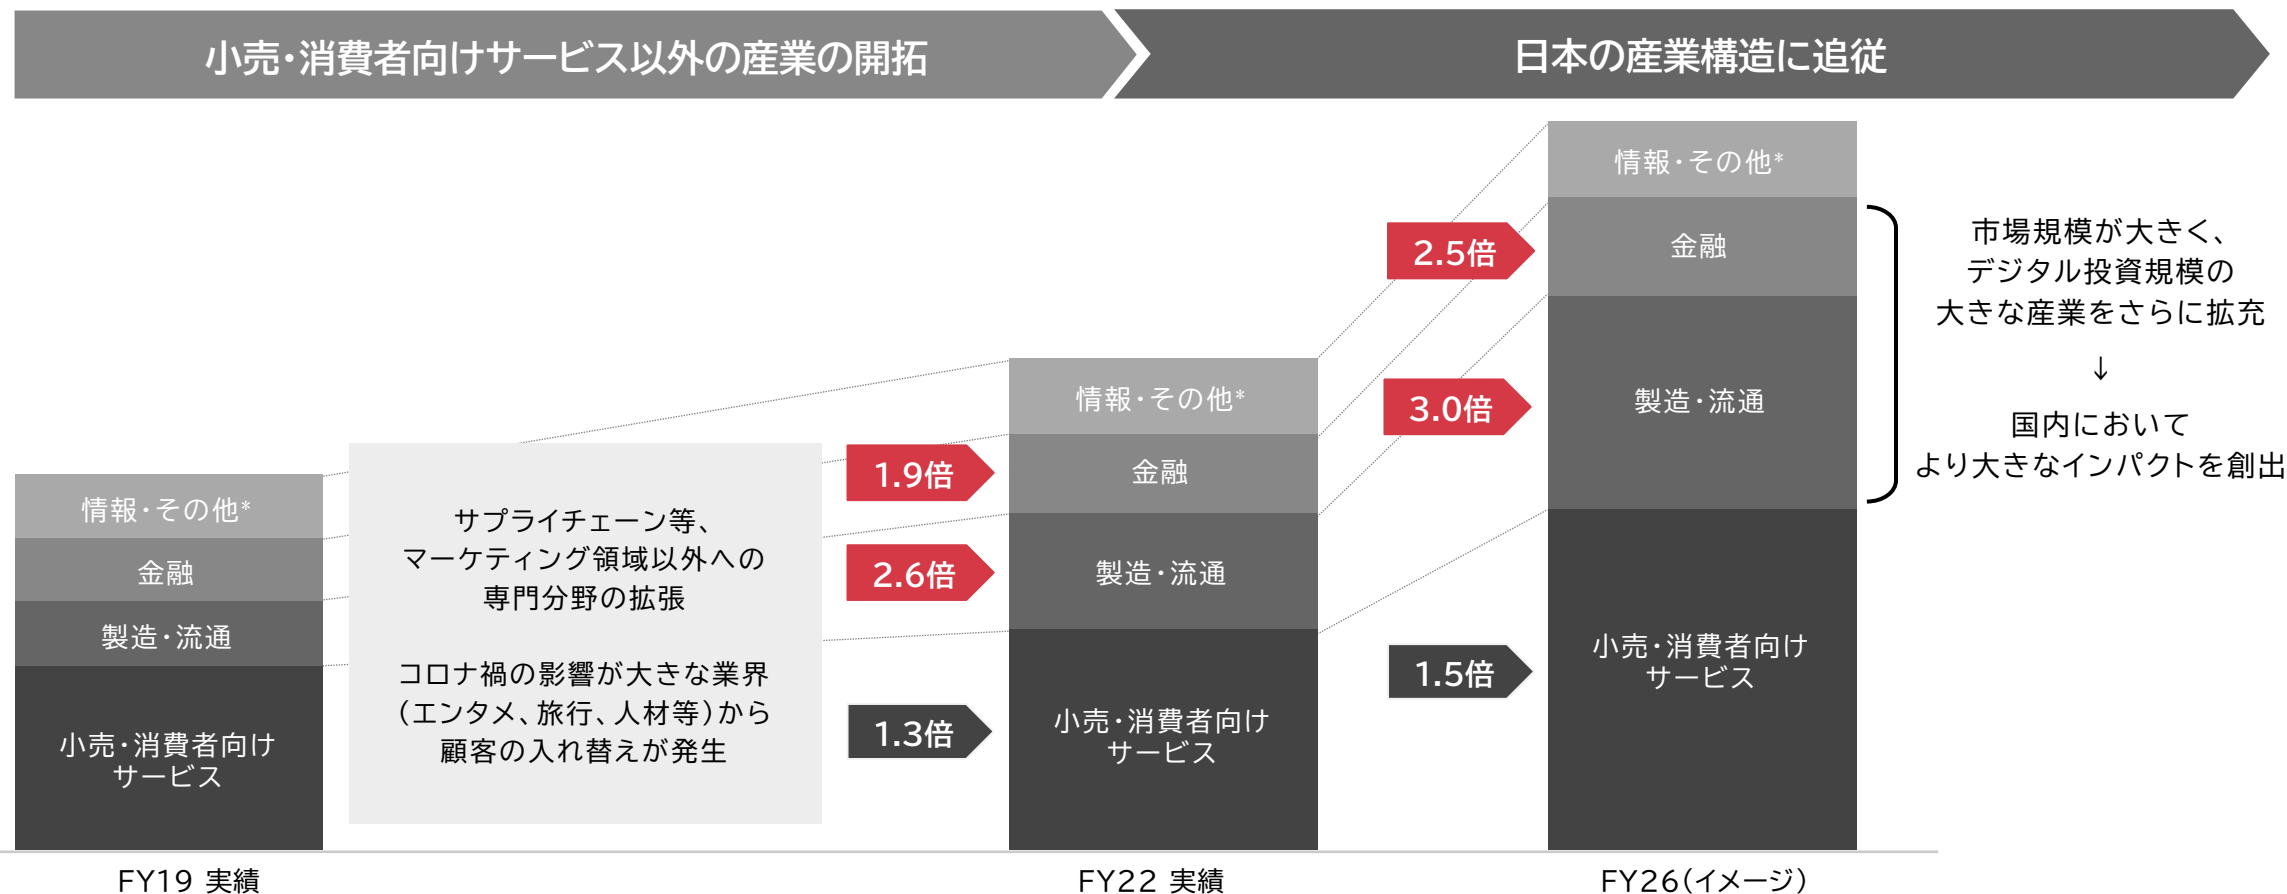 小売・消費者向けサービス以外の産業の開拓
日本の産業構造に追従
情報・その他*
金融
製造・流通
小売・消費者向け
サービス
FY19 実績
サプライチェーン等、
マーケティング領域以外への
専門分野の拡張
コロナ禍の影響が大きな業界
(エンタメ、旅行、人材等)から
顧客の入れ替えが発生
1.9倍
2.6倍
1.3倍
情報・その他*
金融
製造・流通
小売・消費者向け
サービス
FY22 実績
2.5倍
3.0倍
1.5倍
情報・その他*
金融
製造・流通
小売・消費者向け
サービス
FY26(イメージ)
市場規模が大きく、
デジタル投資規模の
大きな産業をさらに拡充
↓
国内において
より大きなインパクトを創出